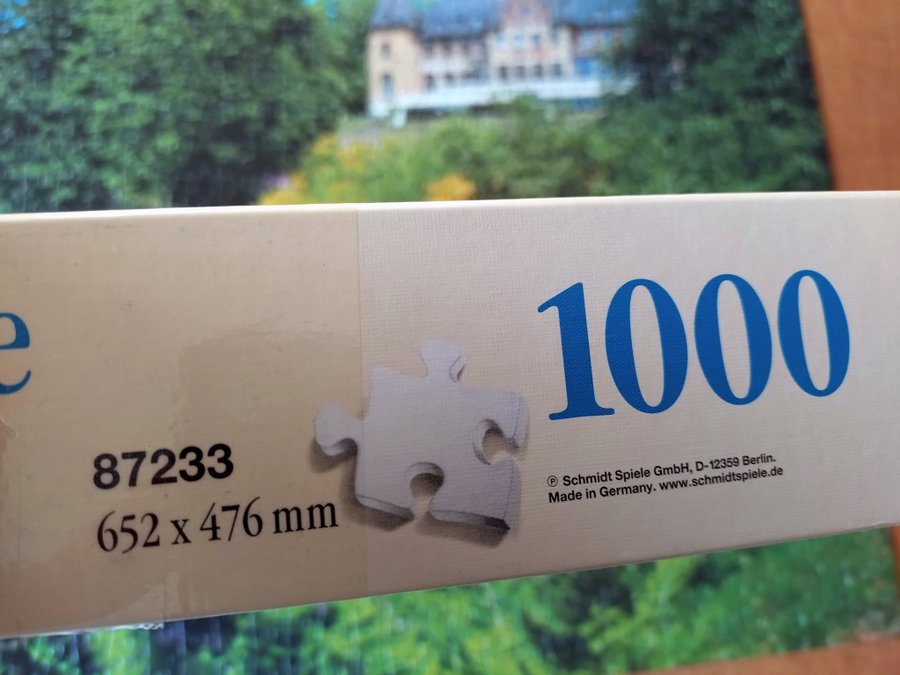 e
87233
652 x 476 mm
1000
Ⓟ Schmidt Spiele GmbH, D-12359 Berlin.
Made in Germany. www.schmidtspiele.de